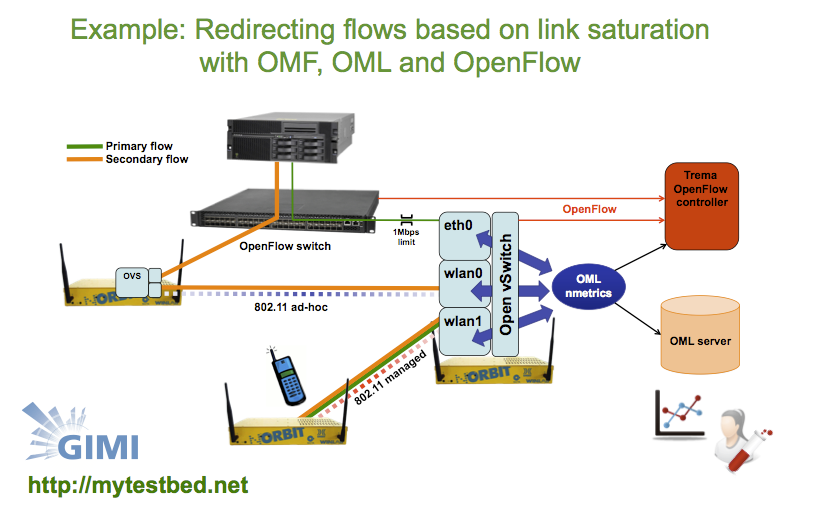 Example: Redirecting flows based on link saturation
with OMF, OML and OpenFlow
Primary flow
Secondary flow
Trema
OpenFlow
controller
OpenFlow
OpenFlow switch
1Mbps
limit
eth0
wlan0
wlan1
Open vSwitch
OML
nmetrics
OVS
ORBIT
802.11 ad-hoc
OML server
802.11 managed
ORBIT
ORBIT
GIMI
http://mytestbed.net